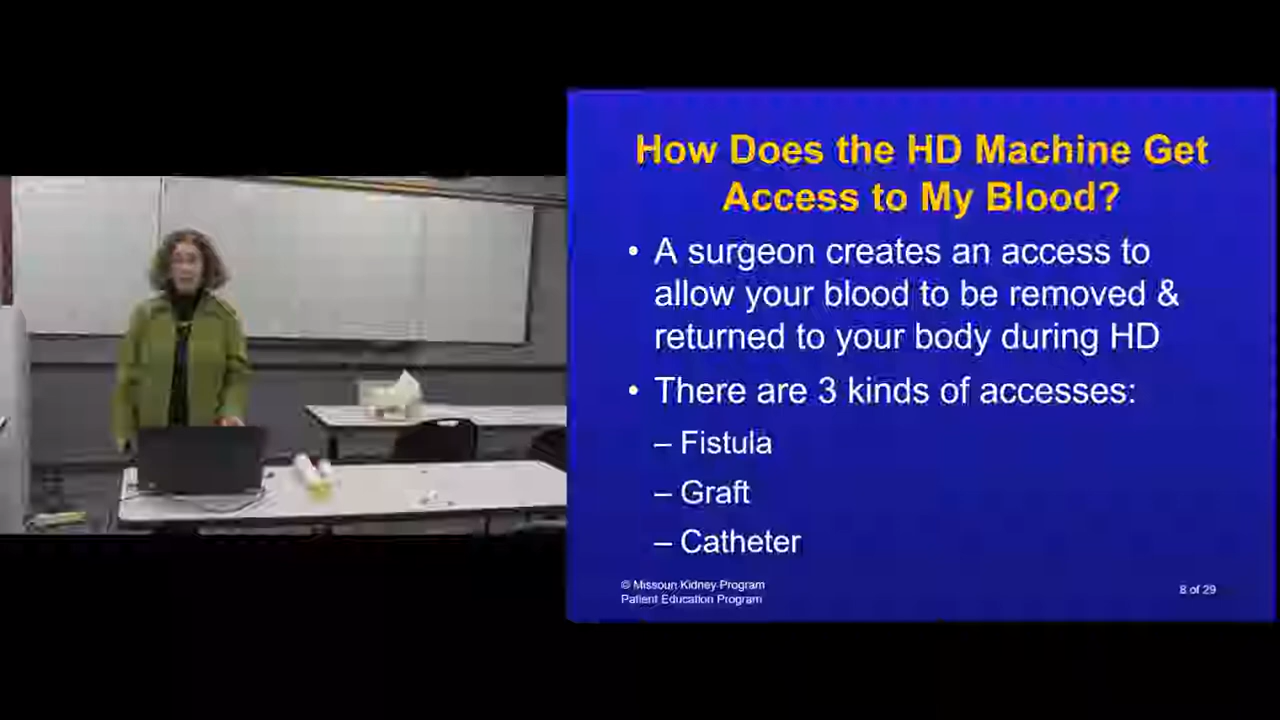 How Does the HD Machine Get
Access to My Blood?
• A surgeon creates an access to
allow your blood to be removed &
returned to your body during HD
• There are 3 kinds of accesses:
– Fistula
– Graft
– Catheter
© Missouri Kidney Program
Patient Education Program
8 of 29